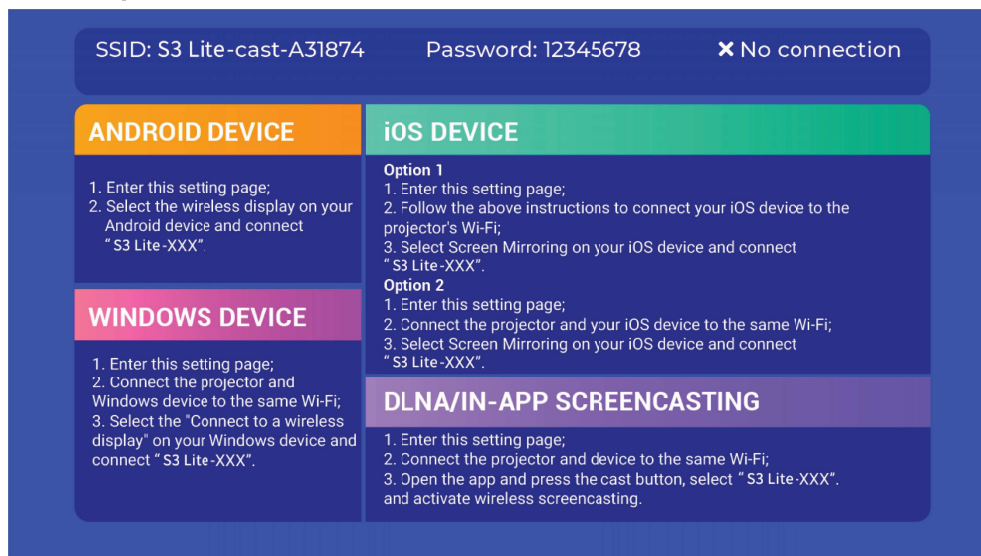 SSID: S3 Lite-cast-A31874 Password: 12345678 × No connection
ANDROID DEVICE
1. Enter this setting page;
2. Select the wireless display on your
Android device and connect
“S3 Lite-XXX”.
WINDOWS DEVICE
1. Enter this setting page;
2. Connect the projector and
Windows device to the same Wi-Fi;
3. Select the "Connect to a wireless
display" on your Windows device and
connect “S3 Lite-XXX”.
iOS DEVICE
Option 1
1. Enter this setting page;
2. Follow the above instructions to connect your iOS device to the
projector's Wi-Fi;
3. Select Screen Mirroring on your iOS device and connect
“S3 Lite-XXX”.
Option 2
1. Enter this setting page;
2. Connect the projector and your iOS device to the same Wi-Fi;
3. Select Screen Mirroring on your iOS device and connect
“S3 Lite-XXX”.
DLNA/IN-APP SCREENCASTING
1. Enter this setting page;
2. Connect the projector and device to the same Wi-Fi;
3. Open the app and press the cast button, select “S3 Lite-XXX”.
and activate wireless screencasting.